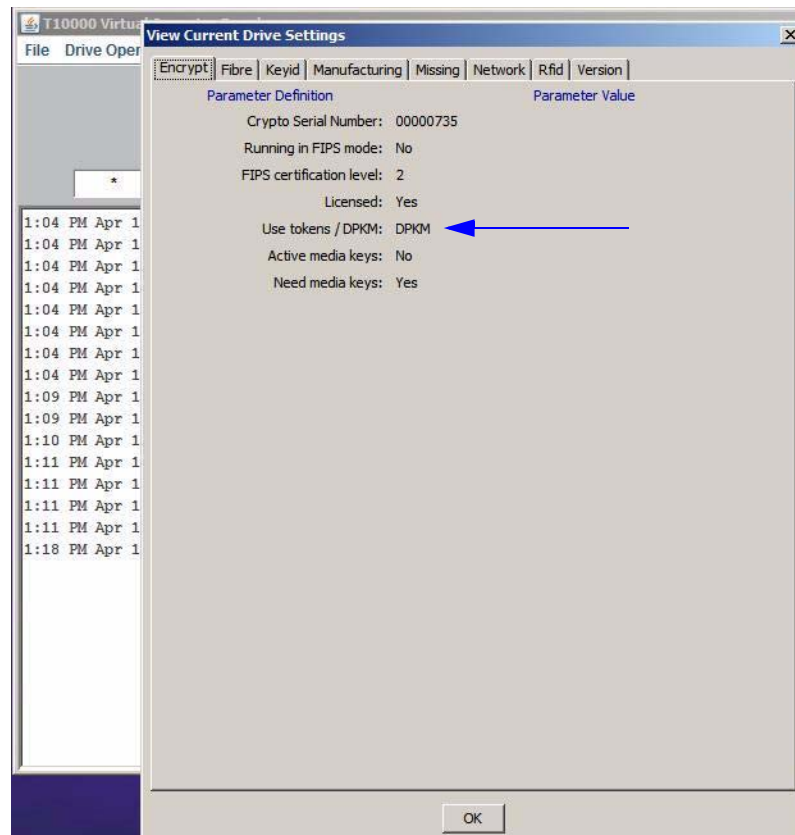 T10000 Virtua
File Drive Oper
*
1:04 PM Apr 1
1:04 PM Apr 1
1:04 PM Apr 1
1:04 PM Apr 1
1:04 PM Apr 1
1:04 PM Apr 1
1:04 PM Apr 1
1:04 PM Apr 1
1:09 PM Apr 1
1:09 PM Apr 1
1:10 PM Apr 1
1:11 PM Apr 1
1:11 PM Apr 1
1:11 PM Apr 1
1:11 PM Apr 1
1:18 PM Apr 1
View Current Drive Settings
Encrypt Fibre Keyid Manufacturing Missing Network Rfid Version
Parameter Definition Parameter Value
Crypto Serial Number: 00000735
Running in FIPS mode: No
FIPS certification level: 2
Licensed: Yes
Use tokens / DPKM: DPKM
Active media keys: No
Need media keys: Yes
OK